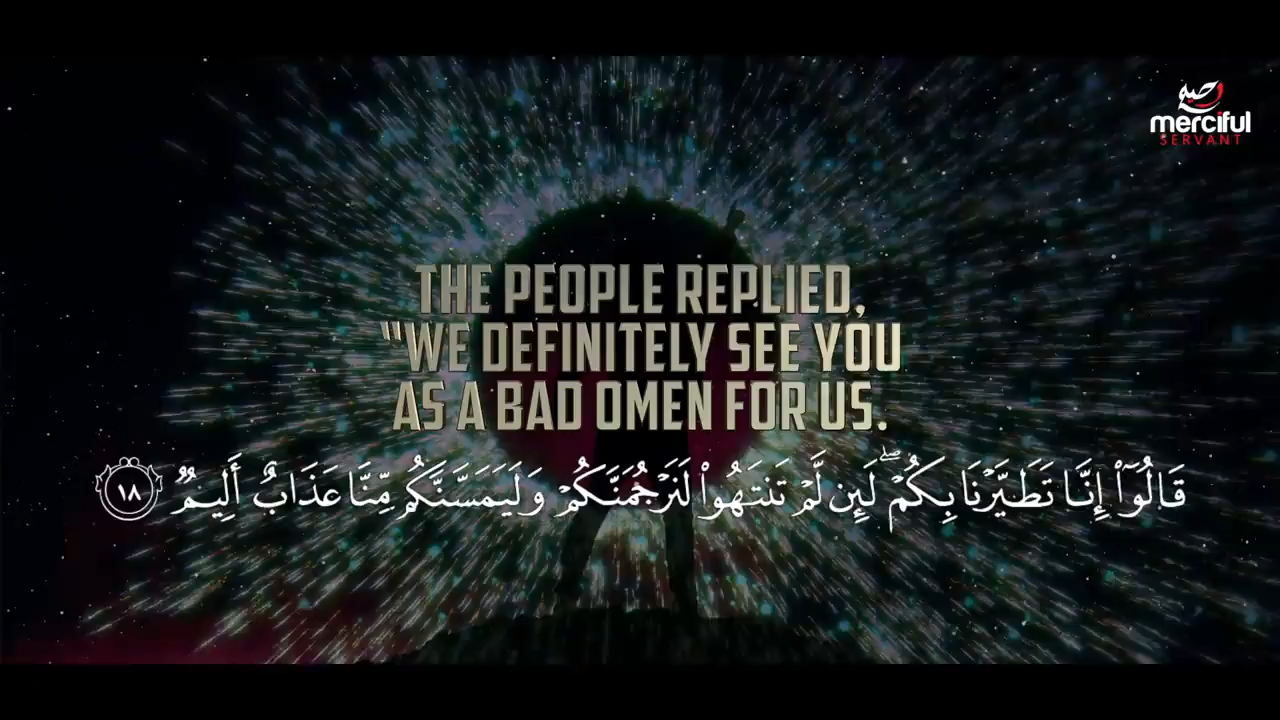 merciful
SERVANT
THE PEOPLE REPLIED,
"WE DEFINITELY SEE YOU
AS A BAD OMEN FOR US.
قَالُوٓا۟ إِنَّا تَطَيَّرْنَا بِكُمْ ۖ لَئِن لَّمْ تَنتَهُوا۟ لَنَرْجُمَنَّكُمْ وَلَيَمَسَّنَّكُم مِّنَّا عَذَابٌ أَلِيمٌ ١٨